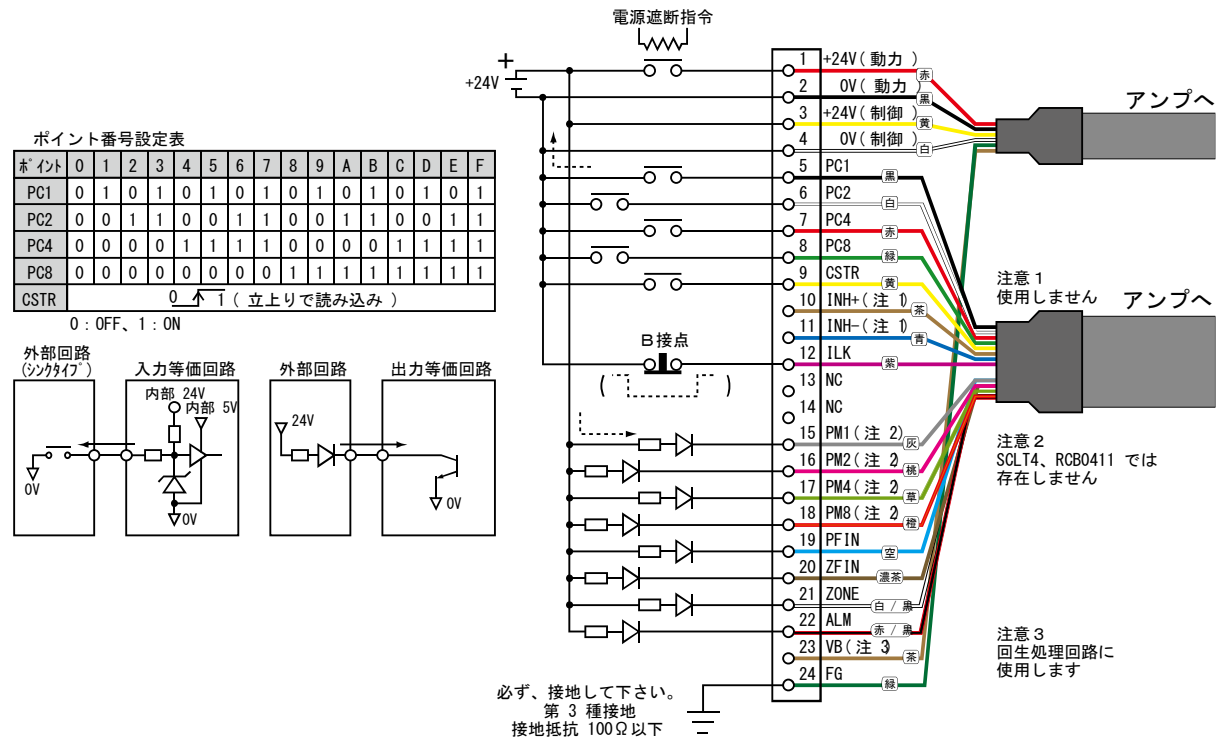 電源遮断指令
+
+24V
1 +24V(動力 )
赤
2 0V( 動力 )
黒
3 +24V(制御 )
黄
4 0V(制御 )
白
アンプへ
5 PC1
黒
6 PC2
白
7 PC4
赤
8 PC8
緑
9 CSTR
黄
10 INH+(注 1)
茶
11 INH-(注 1)
青
12 ILK
紫
13 NC
14 NC
15 PM1(注 2)
灰
16 PM2(注 2)
桃
17 PM4(注 2)
草
18 PM8(注 2)
橙
19 PFIN
空
20 ZFIN
濃茶
21 ZONE
白 / 黒
22 ALM
赤 / 黒
23 VB(注 3)
茶
24 FG
緑
B接点
( )
注意1
使用しません
アンプへ
注意2
SCLT4、RCB0411 では
存在しません
注意3
回生処理回路に
使用します
必ず、接地して下さい。
第 3 種接地
接地抵抗 100Ω以下
ポイント番号設定表
ポイント 0 1 2 3 4 5 6 7 8 9 A B C D E F
PC1 0 1 0 1 0 1 0 1 0 1 0 1 0 1 0 1
PC2 0 0 1 1 0 0 1 1 0 0 1 1 0 0 1 1
PC4 0 0 0 0 1 1 1 1 0 0 0 0 1 1 1 1
PC8 0 0 0 0 0 0 0 0 1 1 1 1 1 1 1 1
CSTR 0 1 ( 立上りで読み込み )
0 : OFF、1 : ON
外部回路
(シンクタイプ)
0V
入力等価回路
内部 24V
内部 5V
0V
外部回路
24V
出力等価回路
0V